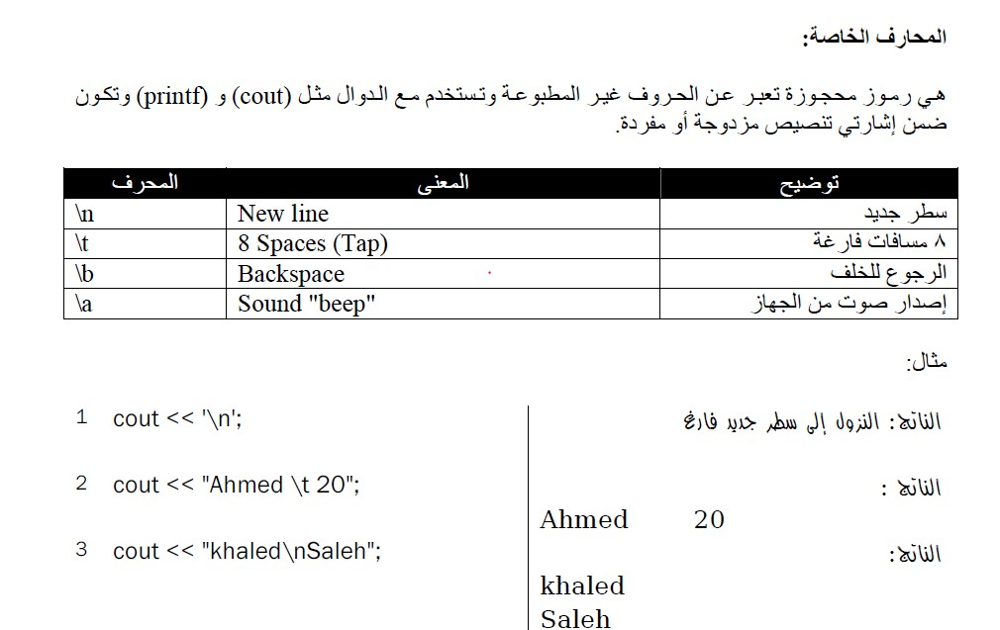 المحارف الخاصة:
هي رموز محجوزة تعبر عن الحروف غير المطبوعة وتستخدم مع الدوال مثل (cout) و (printf) وتكون
ضمن إشارتي تنصيص مزدوجة أو مفردة.
المحرف المعنى توضيح
\n New line سطر جديد
\t 8 Spaces (Tap) ٨ مسافات فارغة
\b Backspace الرجوع للخلف
\a Sound "beep" إصدار صوت من الجهاز
مثال:
1 cout << '\n'; الناتج: النزول إلى سطر جديد فارغ
2 cout << "Ahmed \t 20"; الناتج :
Ahmed 20
3 cout << "khaled\nSaleh"; الناتج:
khaled
Saleh